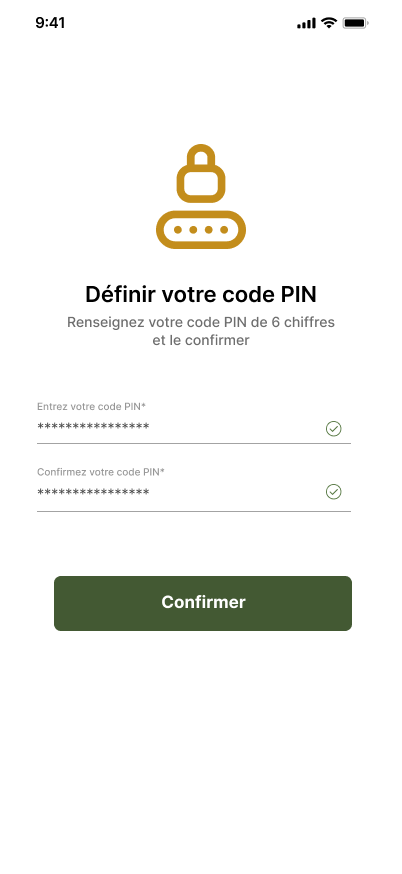 9:41
Définir votre code PIN
Renseignez votre code PIN de 6 chiffres
et le confirmer
Entrez votre code PIN*
****************
Confirmez votre code PIN*
****************
Confirmer